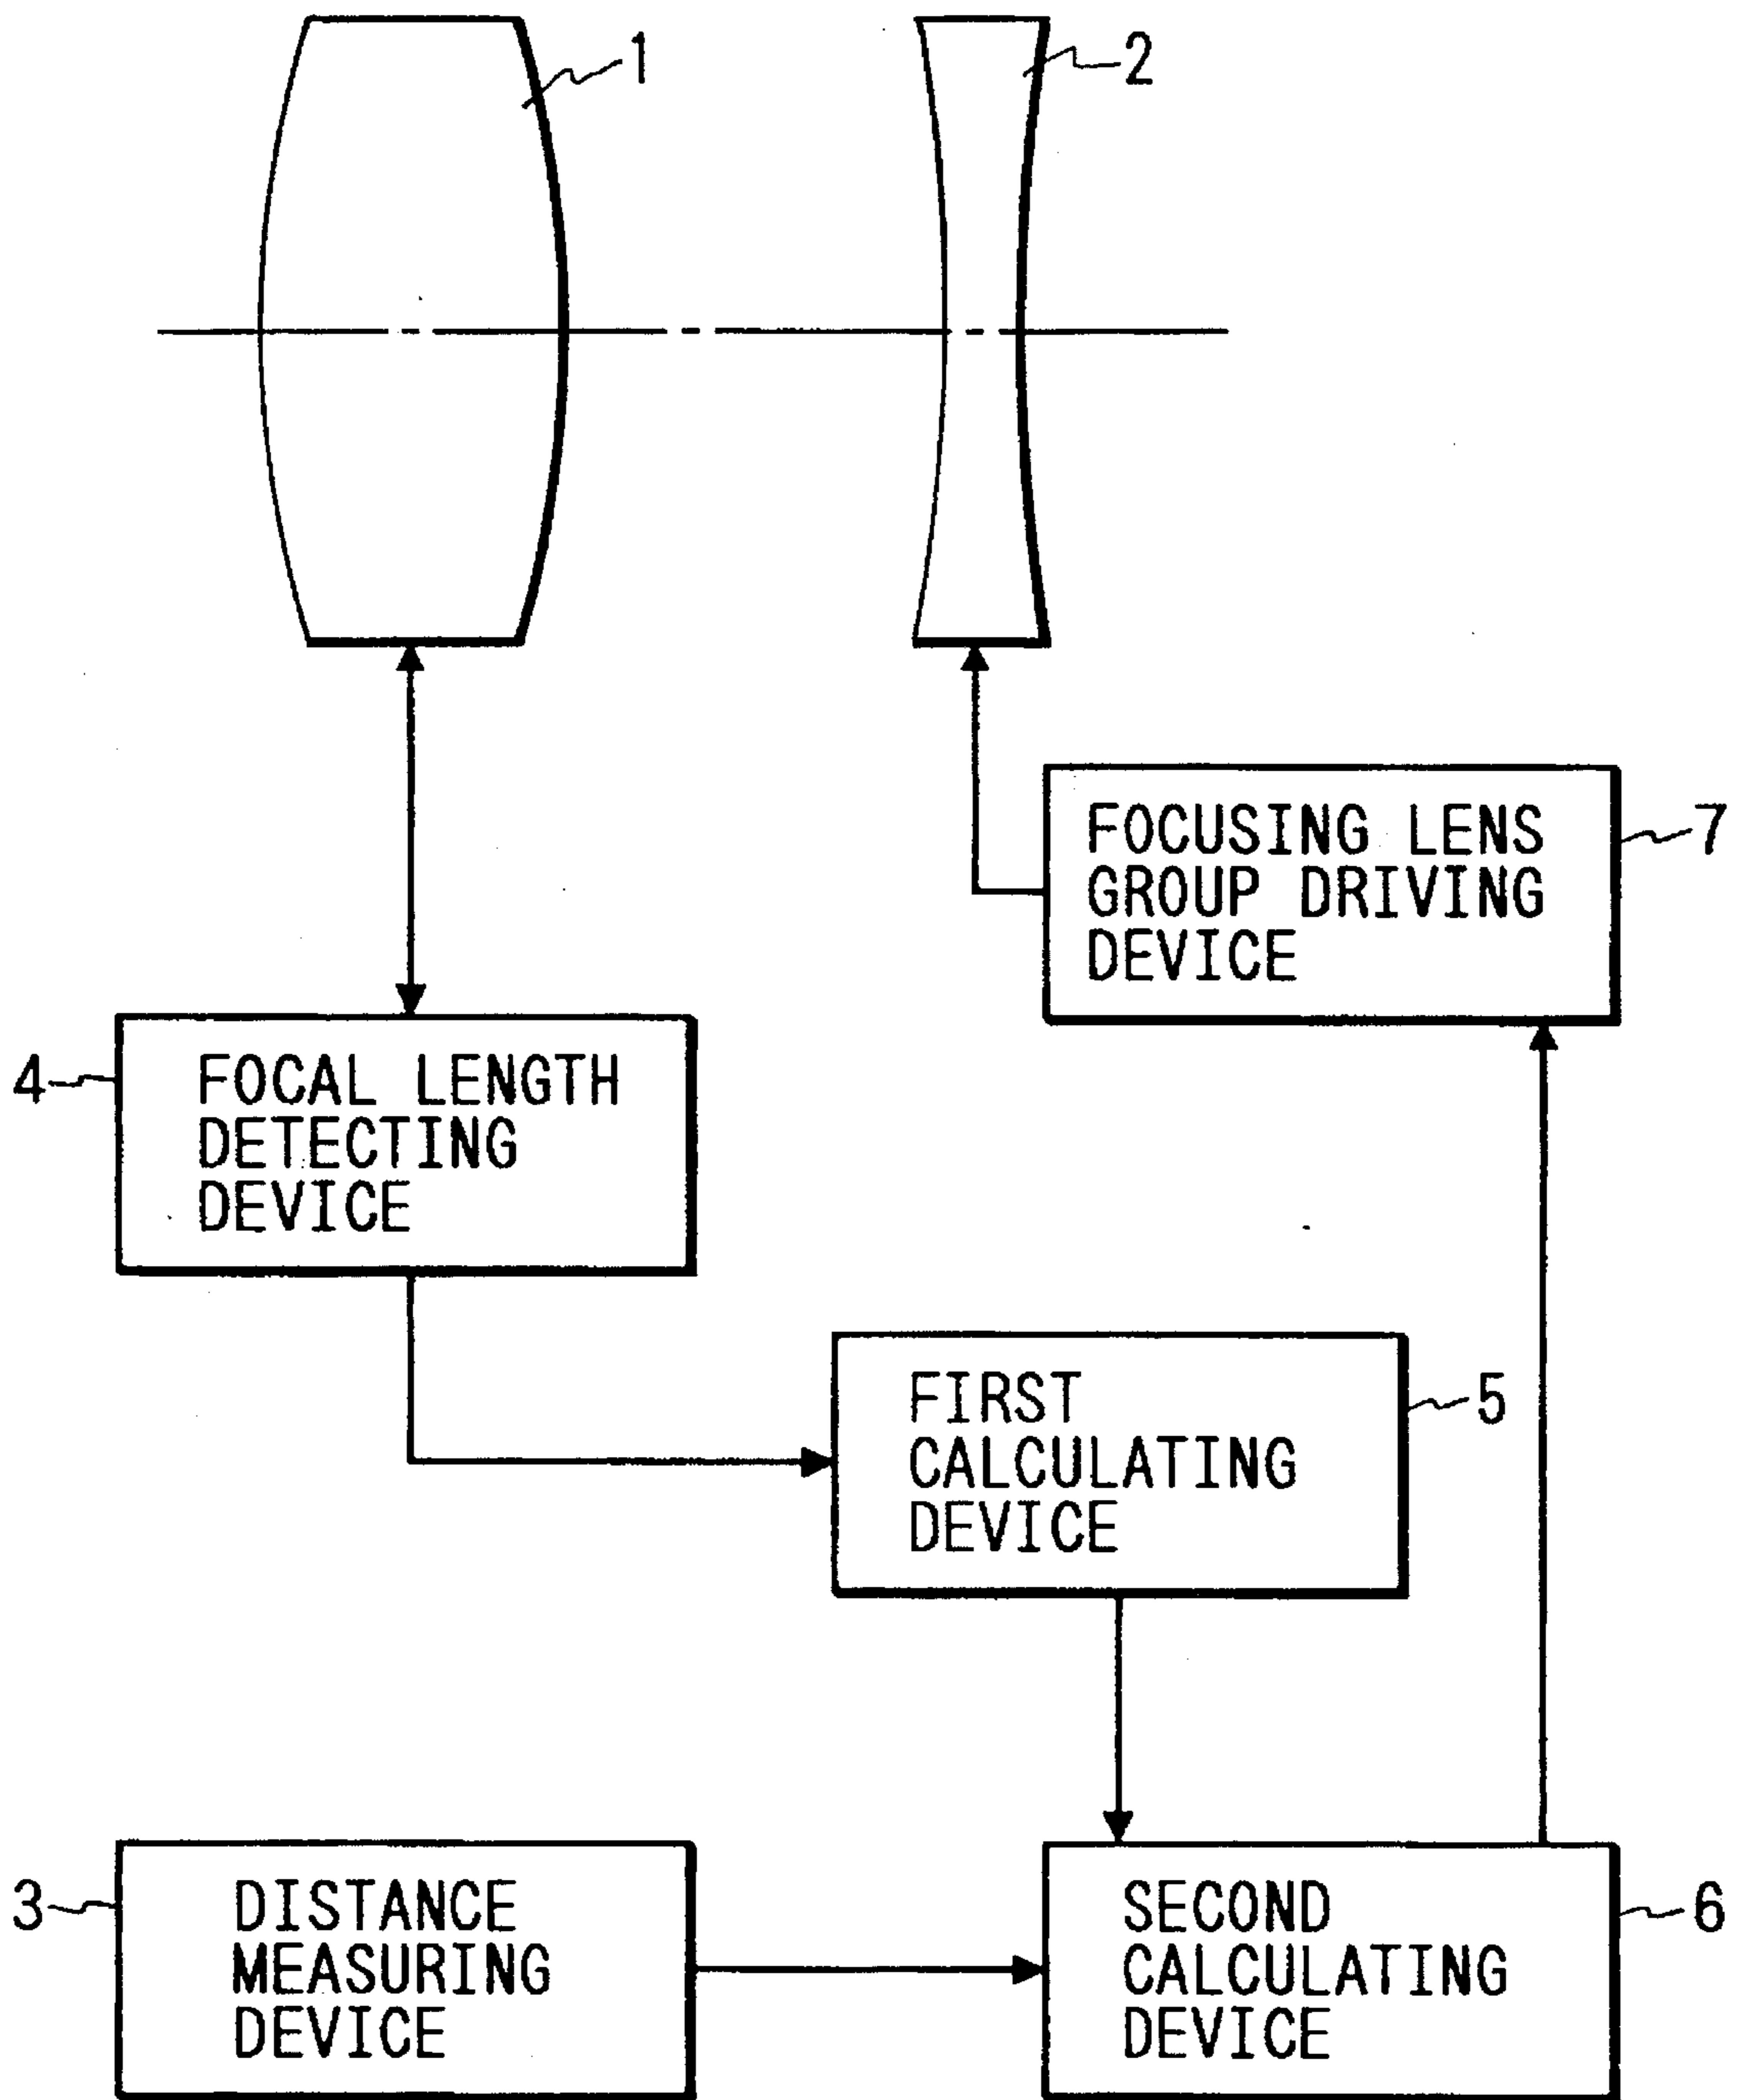 1
2
FOCUSING LENS
GROUP DRIVING
DEVICE
7
4
FOCAL LENGTH
DETECTING
DEVICE
FIRST
CALCULATING
DEVICE
5
3
DISTANCE
MEASURING
DEVICE
SECOND
CALCULATING
DEVICE
6